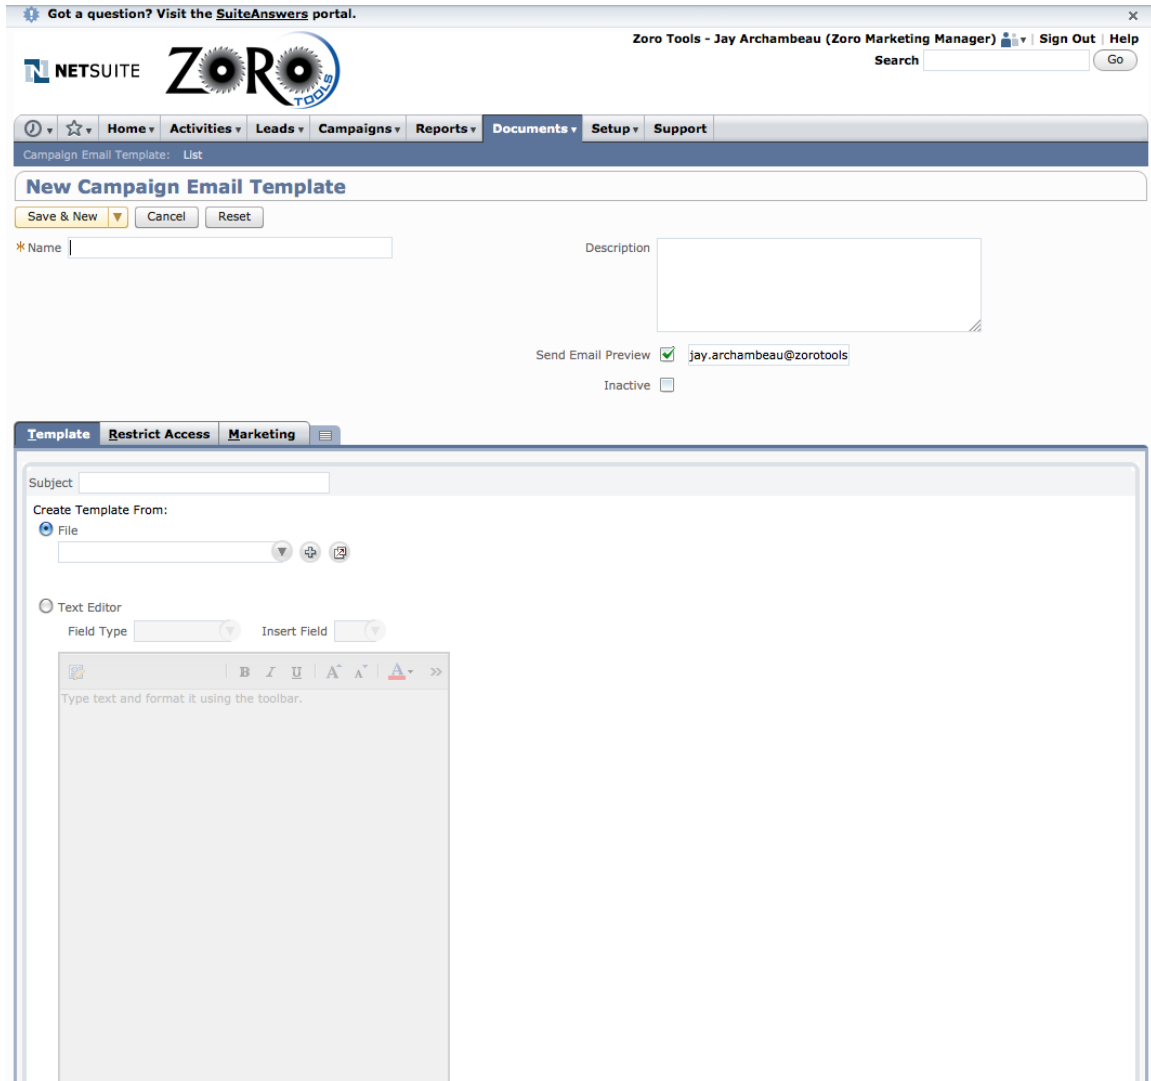 Got a question? Visit the SuiteAnswers portal.
Zoro Tools - Jay Archambeau (Zoro Marketing Manager) | Sign Out | Help
Search Go
NETSUITE ZORO TOOLS
Home Activities Leads Campaigns Reports Documents Setup Support
Campaign Email Template: List
New Campaign Email Template
Save & New Cancel Reset
* Name Description
Send Email Preview jay.archambeau@zorotools
Inactive
Template Restrict Access Marketing
Subject
Create Template From:
File
Text Editor
Field Type Insert Field
B I U A A A »
Type text and format it using the toolbar.